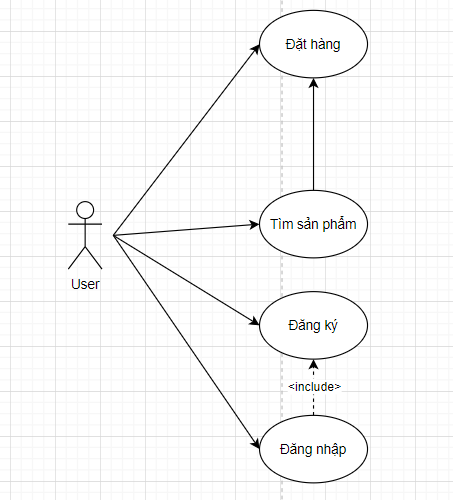 Đặt hàng
Tìm sản phẩm
User
Đăng ký
<include>
Đăng nhập